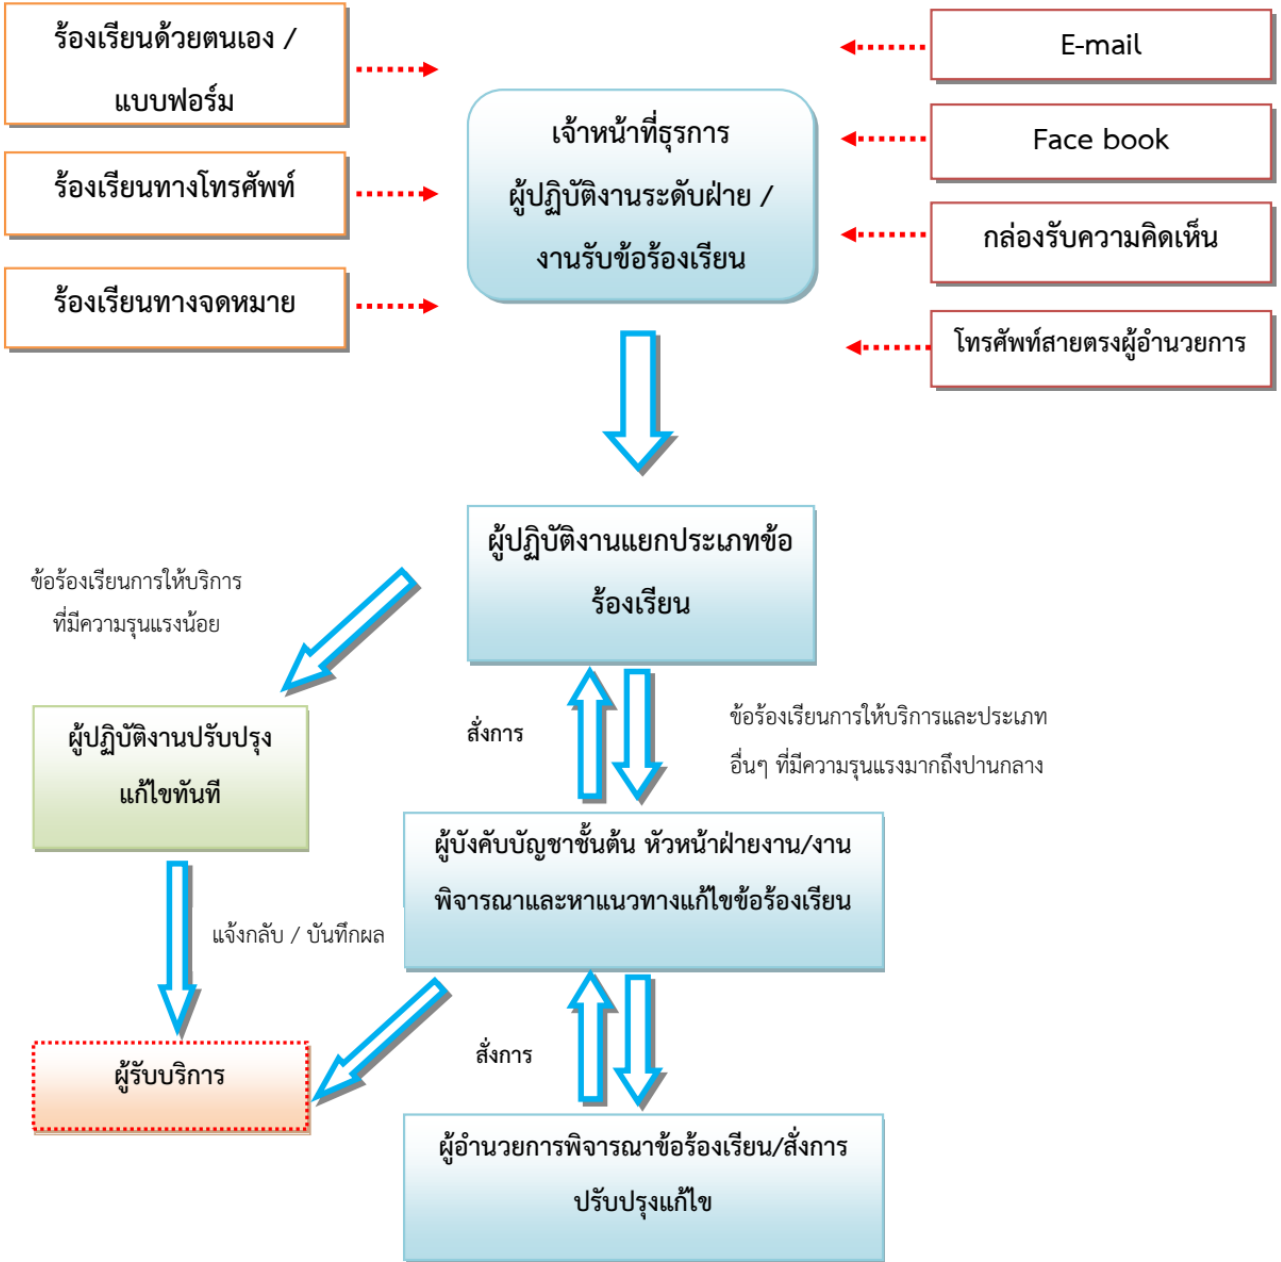 ร้องเรียนด้วยตนเอง /
แบบฟอร์ม
ร้องเรียนทางโทรศัพท์
ร้องเรียนทางจดหมาย
เจ้าหน้าที่ธุรการ
ผู้ปฏิบัติงานระดับฝ่าย /
งานรับข้อร้องเรียน
E-mail
Face book
กล่องรับความคิดเห็น
โทรศัพท์สายตรงผู้อำนวยการ
ผู้ปฏิบัติงานแยกประเภทข้อ
ร้องเรียน
ข้อร้องเรียนการให้บริการ
ที่มีความรุนแรงน้อย
ผู้ปฏิบัติงานปรับปรุง
แก้ไขทันที
สั่งการ
ข้อร้องเรียนการให้บริการและประเภท
อื่นๆ ที่มีความรุนแรงมากถึงปานกลาง
ผู้บังคับบัญชาชั้นต้น หัวหน้าฝ่ายงาน/งาน
พิจารณาและหาแนวทางแก้ไขข้อร้องเรียน
แจ้งกลับ / บันทึกผล
ผู้รับบริการ
สั่งการ
ผู้อำนวยการพิจารณาข้อร้องเรียน/สั่งการ
ปรับปรุงแก้ไข